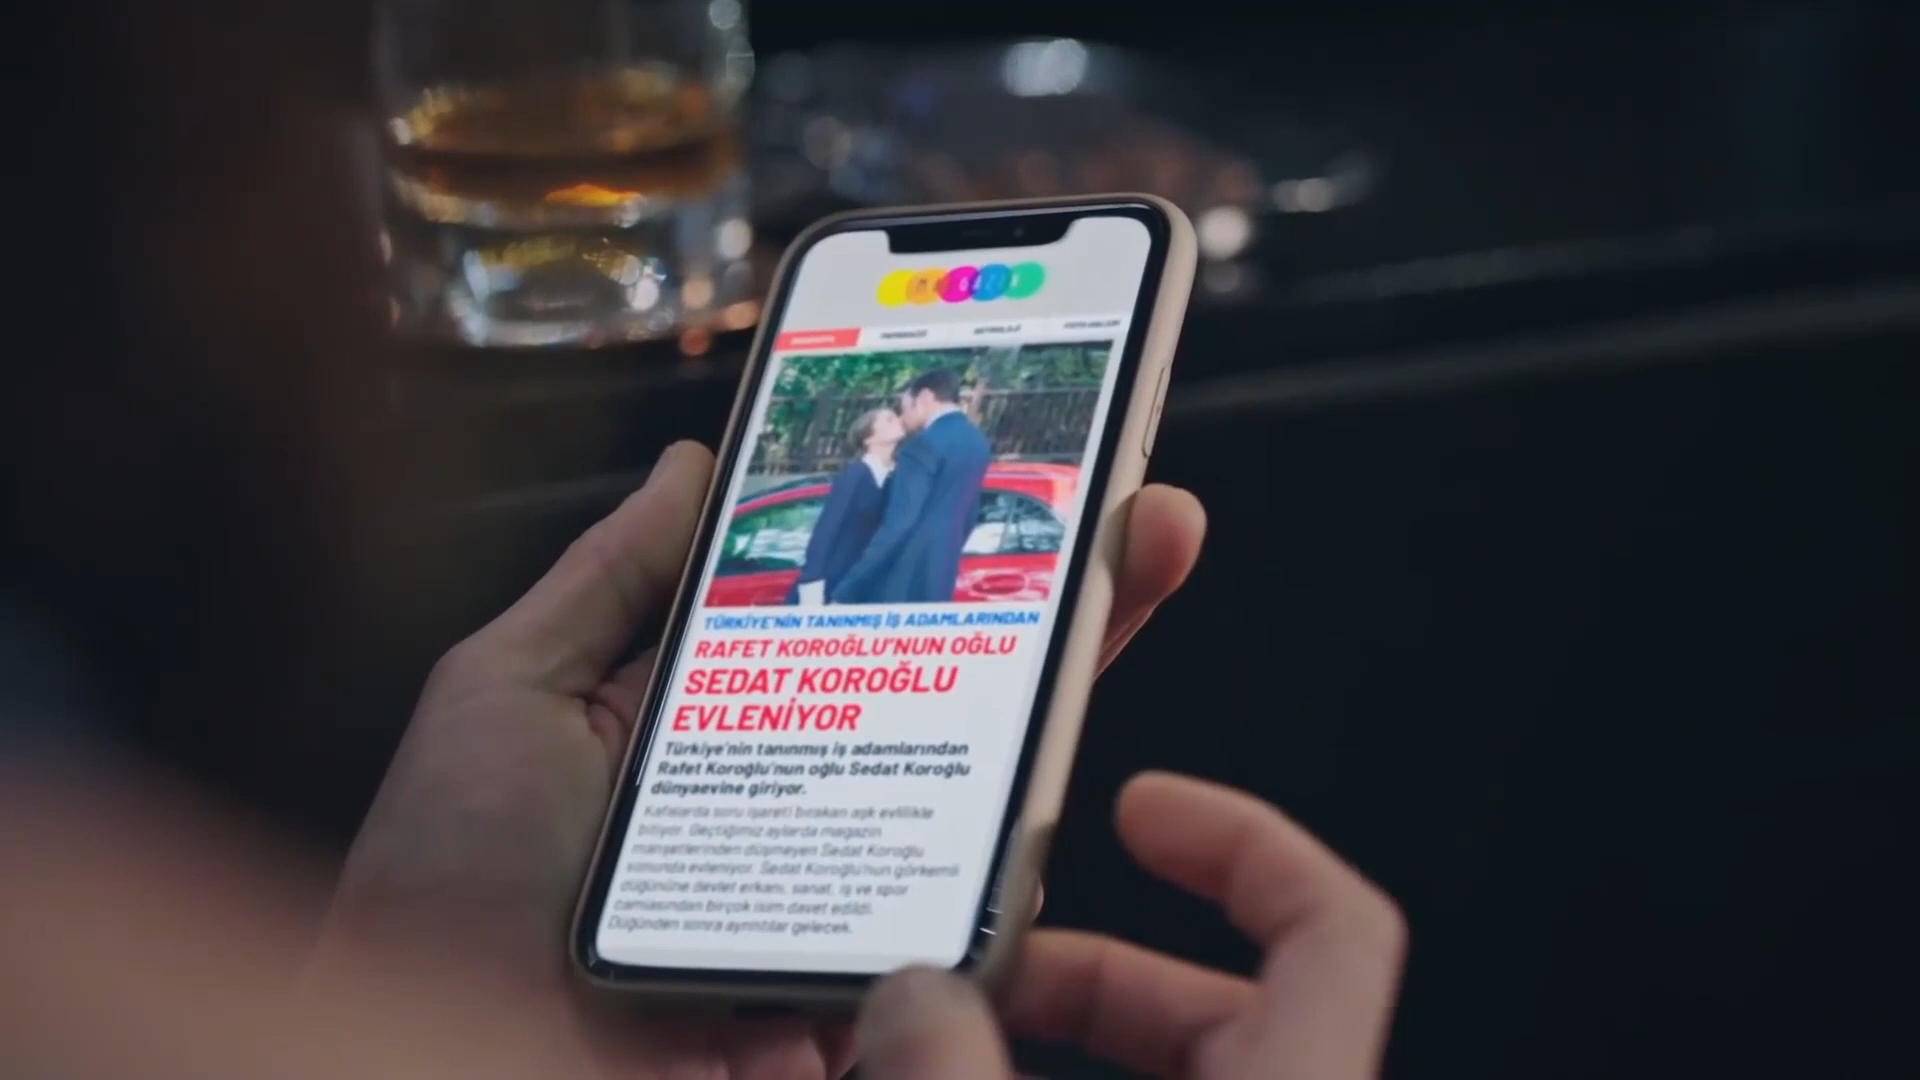 TÜRKİYE'NİN TANINMIŞ İŞ ADAMLARINDAN
RAFET KOROĞLU'NUN OĞLU
SEDAT KOROĞLU
EVLENİYOR
Türkiye'nin tanınmış iş adamlarından
Rafet Koroğlu'nun oğlu Sedat Koroğlu
dünyaevine giriyor.
Kafalarda soru işareti bırakan aşk evlilikle
bitiyor. Geçtiğimiz aylarda magazin
manşetlerinden düşmeyen Sedat Koroğlu
sonunda evleniyor. Sedat Koroğlu'nun görkemli
düğününe devlet erkanı, sanat, iş ve spor
camiasından birçok isim davet edildi.
Düğünden sonra ayrıntılar gelecek.